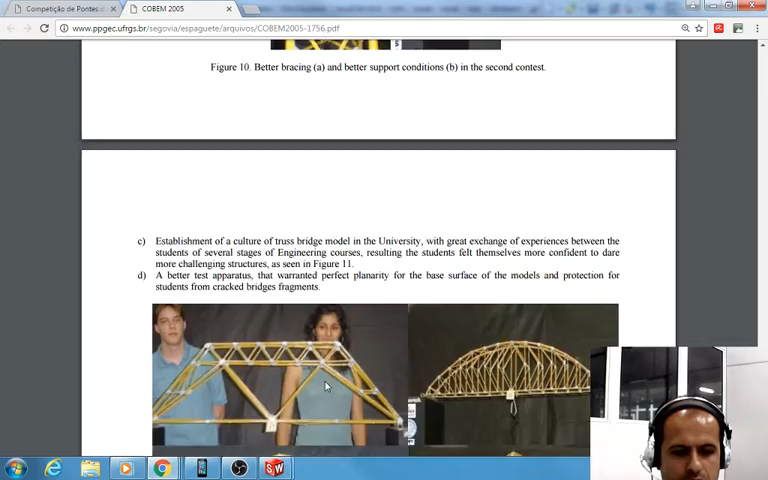 Competição de Pontes d
COBEM 2005
www.ppgec.ufrgs.br/segovia/espaguete/arquivos/COBEM2005-1756.pdf
5
Figure 10. Better bracing (a) and better support conditions (b) in the second contest.
c) Establishment of a culture of truss bridge model in the University, with great exchange of experiences between the
students of several stages of Engineering courses, resulting the students felt themselves more confident to dare
more challenging structures, as seen in Figure 11.
d) A better test apparatus, that warranted perfect planarity for the base surface of the models and protection for
students from cracked bridges fragments.